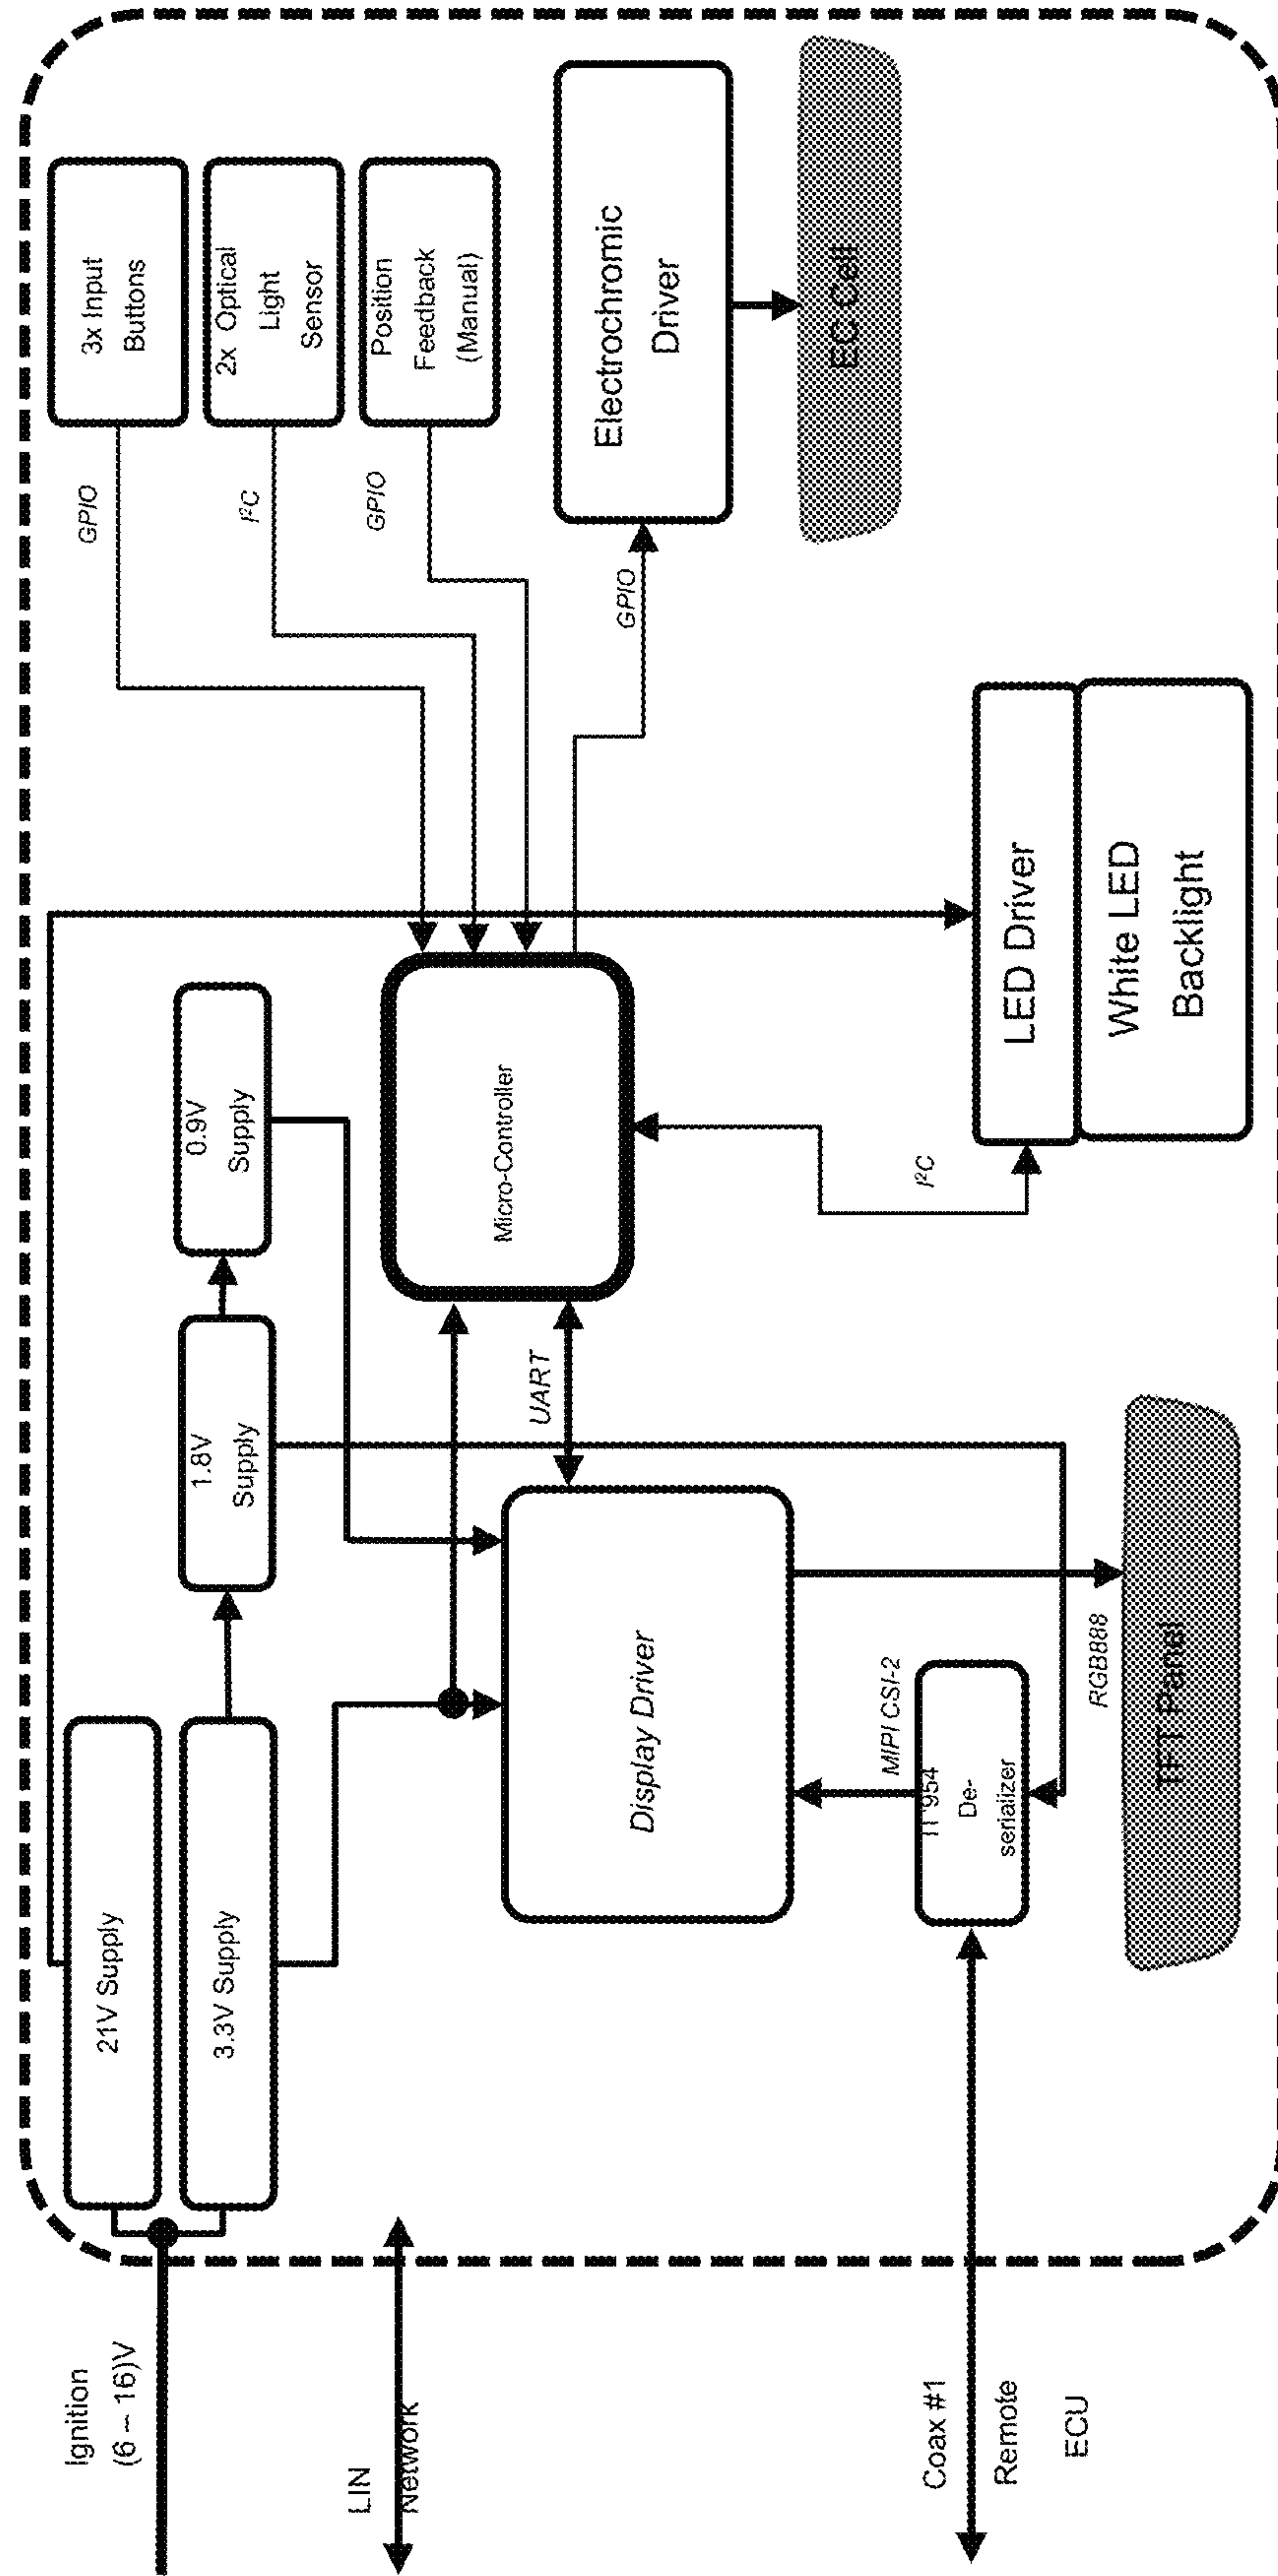 Ignition
(6 – 16)V
LIN
Network
Coax #1
Remote
ECU
21V Supply
3.3V Supply
1.8V
Supply
0.9V
Supply
3x Input
Buttons
2x Optical
Light
Sensor
Position
Feedback
(Manual)
GPIO
I²C
GPIO
GPIO
Electrochromic
Driver
EC Cell
Micro-Controller
UART
Display Driver
MIPI CSI-2
954
De-
serializer
RGB888
TFT Panel
I²C
LED Driver
White LED
Backlight